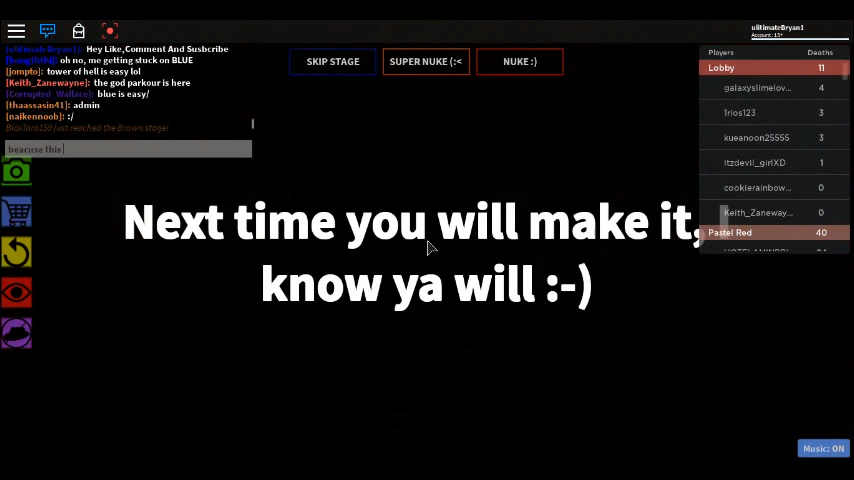 ulitimateBryan1
Account: 13+
[ulitimateBryan1]: Hey Like,Comment And Susbcribe
oh no, me getting stuck on BLUE
[jompto]: tower of hell is easy lol
[Keith_Zanewayne]: the god parkour is here
[Corrupted_Wallace]: blue is easy/
[thaassasin41]: admin
[naikennoob]: :/
BloxToro159 just reached the Brown stage!
beacuse this
SKIP STAGE
SUPER NUKE (:<
NUKE :)
Players Deaths
Lobby 11
galaxyslimelov... 4
1rios123 3
kueanoon25555 3
itzdevil_girlXD 1
cookierainbow... 0
Keith_Zaneway... 0
Pastel Red 40
Next time you will make it,
know ya will :-)
Music: ON